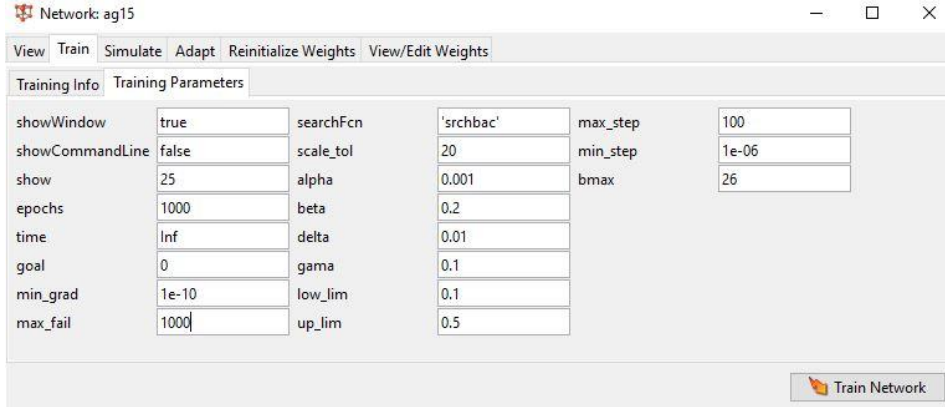 Network: ag15
View Train Simulate Adapt Reinitialize Weights View/Edit Weights
Training Info Training Parameters
showWindow true searchFcn 'srchbac' max_step 100
showCommandLine false scale_tol 20 min_step 1e-06
show 25 alpha 0.001 bmax 26
epochs 1000 beta 0.2
time Inf delta 0.01
goal 0 gama 0.1
min_grad 1e-10 low_lim 0.1
max_fail 1000 up_lim 0.5
Train Network